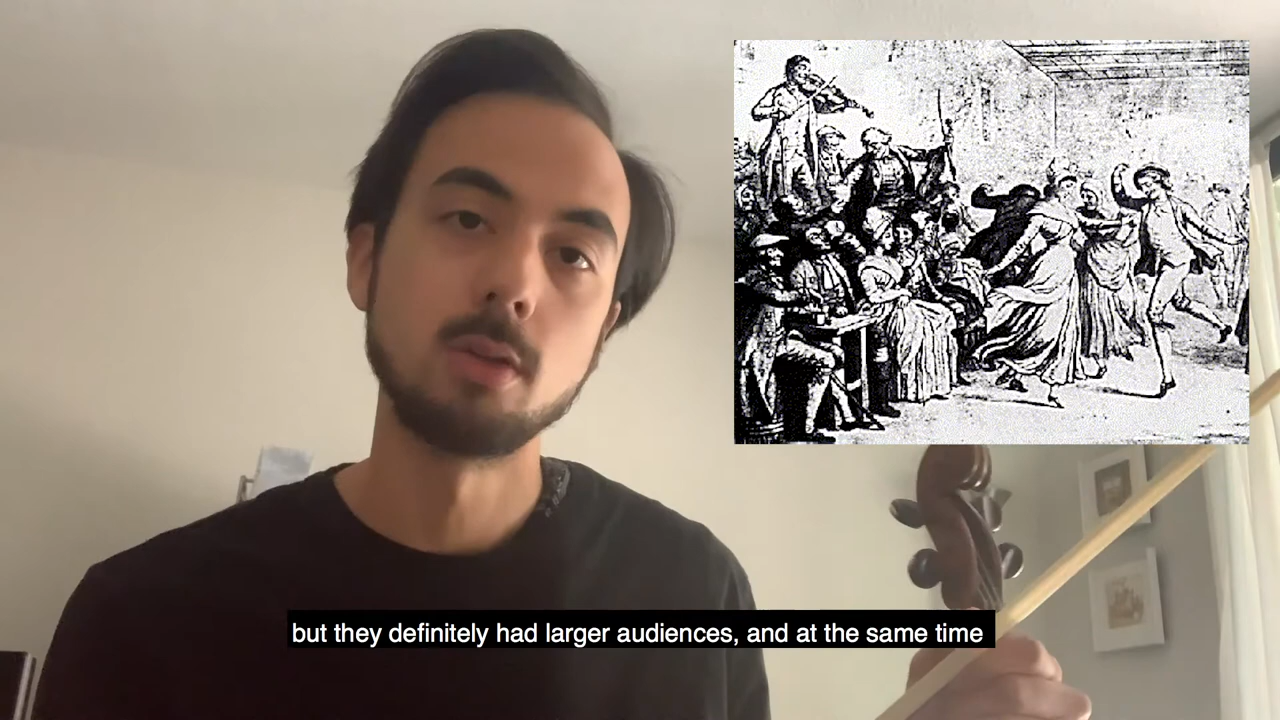 but they definitely had larger audiences, and at the same time